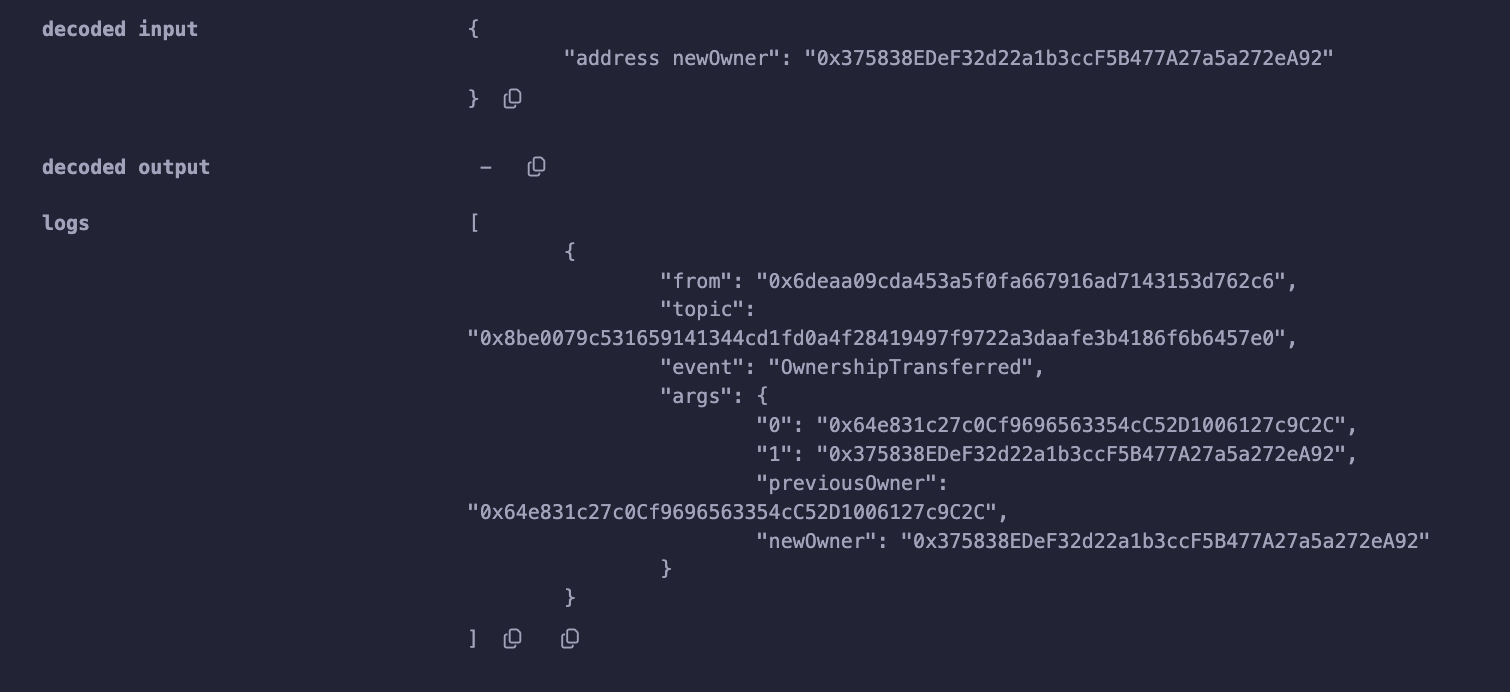 decoded input {
"address newOwner": "0x375838EDeF32d22a1b3ccF5B477A27a5a272eA92"
}
decoded output –
logs [
{
"from": "0x6deaa09cda453a5f0fa667916ad7143153d762c6",
"topic":
"0x8be0079c531659141344cd1fd0a4f28419497f9722a3daafe3b4186f6b6457e0",
"event": "OwnershipTransferred",
"args": {
"0": "0x64e831c27c0Cf9696563354cC52D1006127c9C2C",
"1": "0x375838EDeF32d22a1b3ccF5B477A27a5a272eA92",
"previousOwner":
"0x64e831c27c0Cf9696563354cC52D1006127c9C2C",
"newOwner": "0x375838EDeF32d22a1b3ccF5B477A27a5a272eA92"
}
}
]